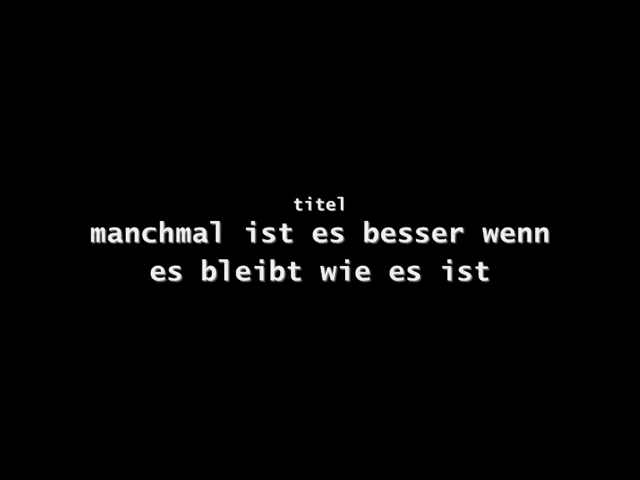 titel
manchmal ist es besser wenn
es bleibt wie es ist